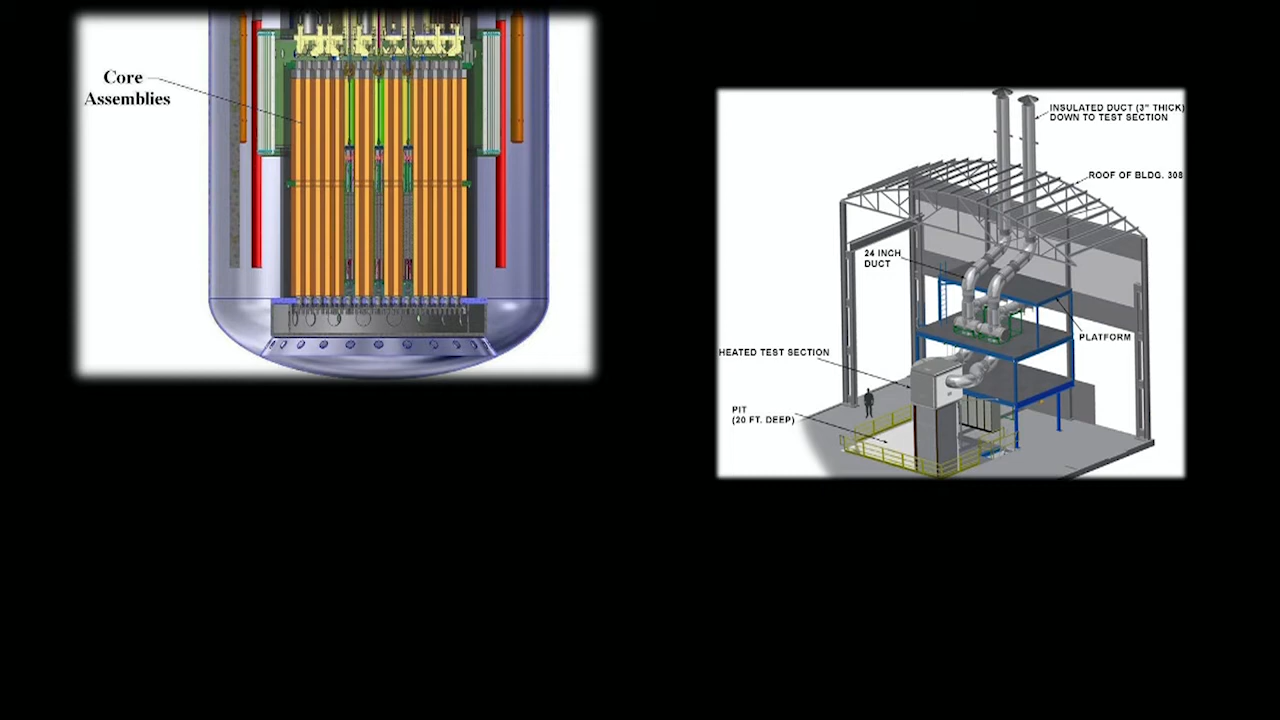 Core
Assemblies
INSULATED DUCT (3" THICK)
DOWN TO TEST SECTION
ROOF OF BLDG. 308
24 INCH
DUCT
PLATFORM
HEATED TEST SECTION
PIT
(20 FT. DEEP)